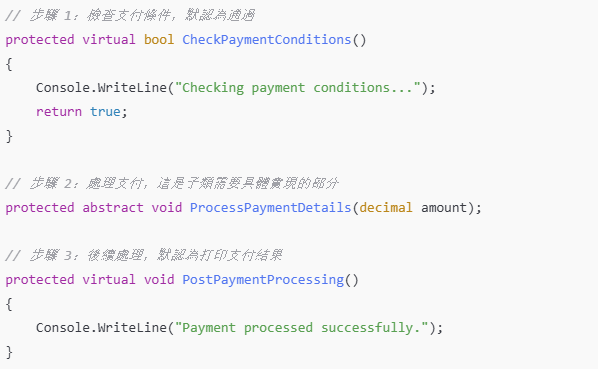 // 步驟 1：檢查支付條件，默認為通過
protected virtual bool CheckPaymentConditions()
{
    Console.WriteLine("Checking payment conditions...");
    return true;
}
// 步驟 2：處理支付，這是子類需要具體實現的部分
protected abstract void ProcessPaymentDetails(decimal amount);
// 步驟 3：後續處理，默認為打印支付結果
protected virtual void PostPaymentProcessing()
{
    Console.WriteLine("Payment processed successfully.");
}